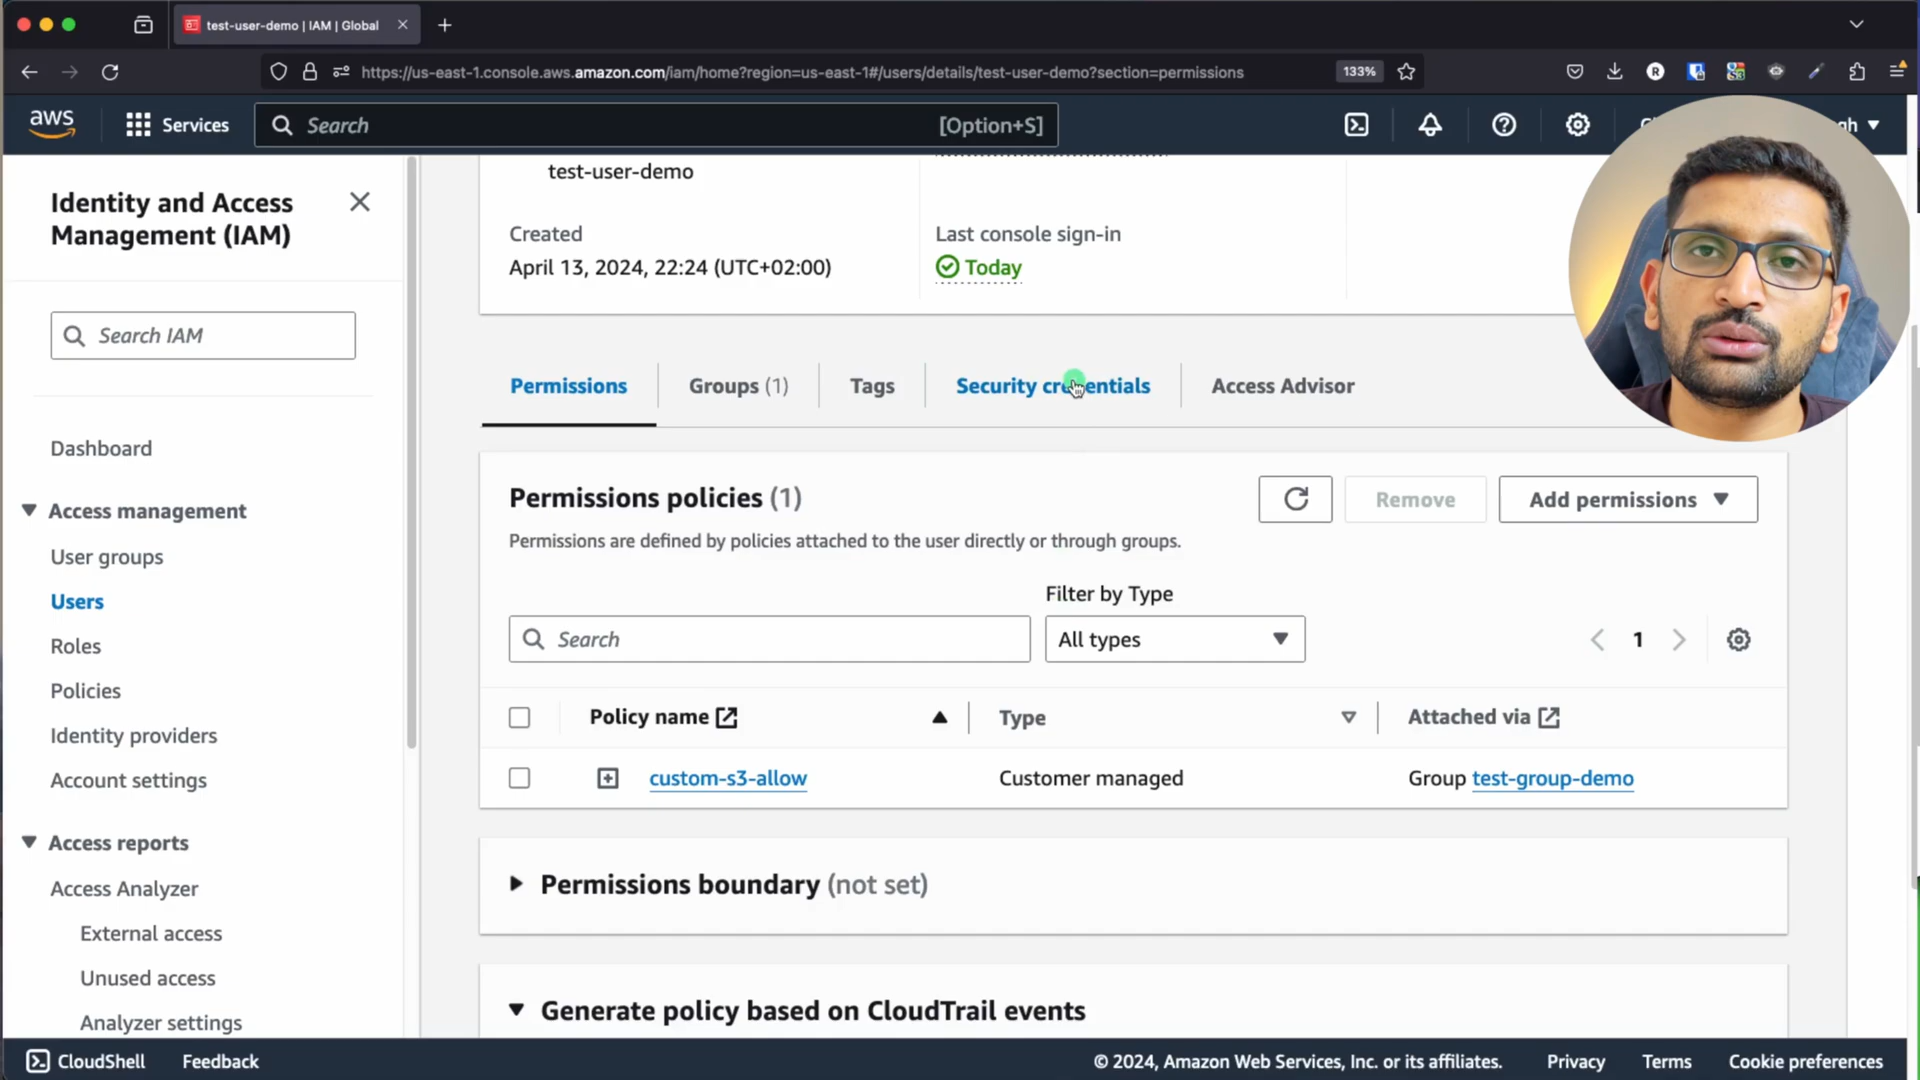 test-user-demo | IAM | Global
https://us-east-1.console.aws.amazon.com/iam/home?region=us-east-1#/users/details/test-user-demo?section=permissions
133%
aws
Services
Search
[Option+S]
Identity and Access
Management (IAM)
Search IAM
Dashboard
Access management
User groups
Users
Roles
Policies
Identity providers
Account settings
Access reports
Access Analyzer
External access
Unused access
Analyzer settings
test-user-demo
Created
April 13, 2024, 22:24 (UTC+02:00)
Last console sign-in
Today
Permissions
Groups (1)
Tags
Security credentials
Access Advisor
Permissions policies (1)
Remove
Add permissions
Permissions are defined by policies attached to the user directly or through groups.
Filter by Type
Search
All types
1
Policy name
Type
Attached via
custom-s3-allow
Customer managed
Group test-group-demo
Permissions boundary (not set)
Generate policy based on CloudTrail events
CloudShell
Feedback
© 2024, Amazon Web Services, Inc. or its affiliates.
Privacy
Terms
Cookie preferences